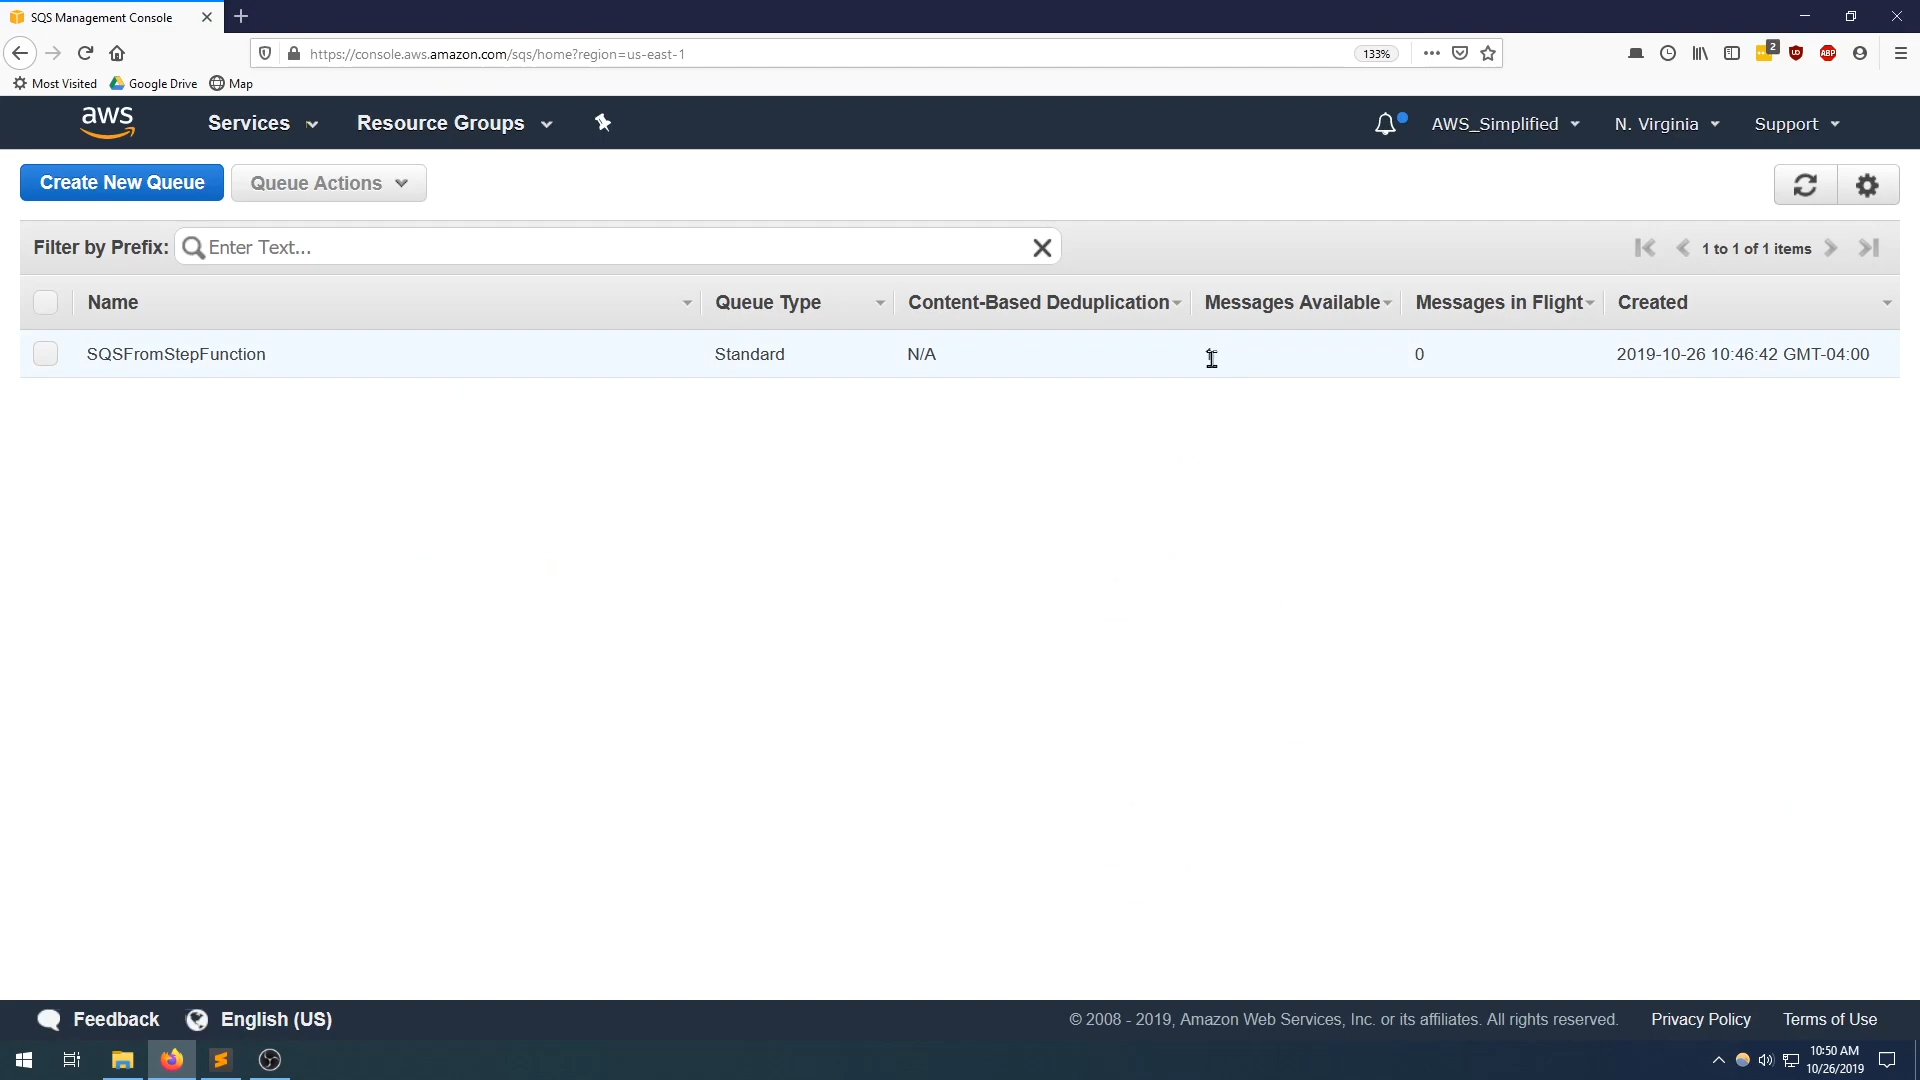 SQS Management Console
https://console.aws.amazon.com/sqs/home?region=us-east-1
133%
2
ABP
Most Visited Google Drive Map
aws Services Resource Groups AWS_Simplified N. Virginia Support
Create New Queue Queue Actions
Filter by Prefix: Enter Text... 1 to 1 of 1 items
Name Queue Type Content-Based Deduplication Messages Available Messages in Flight Created
SQSFromStepFunction Standard N/A 0 2019-10-26 10:46:42 GMT-04:00
Feedback English (US) © 2008 - 2019, Amazon Web Services, Inc. or its affiliates. All rights reserved. Privacy Policy Terms of Use
10:50 AM
10/26/2019